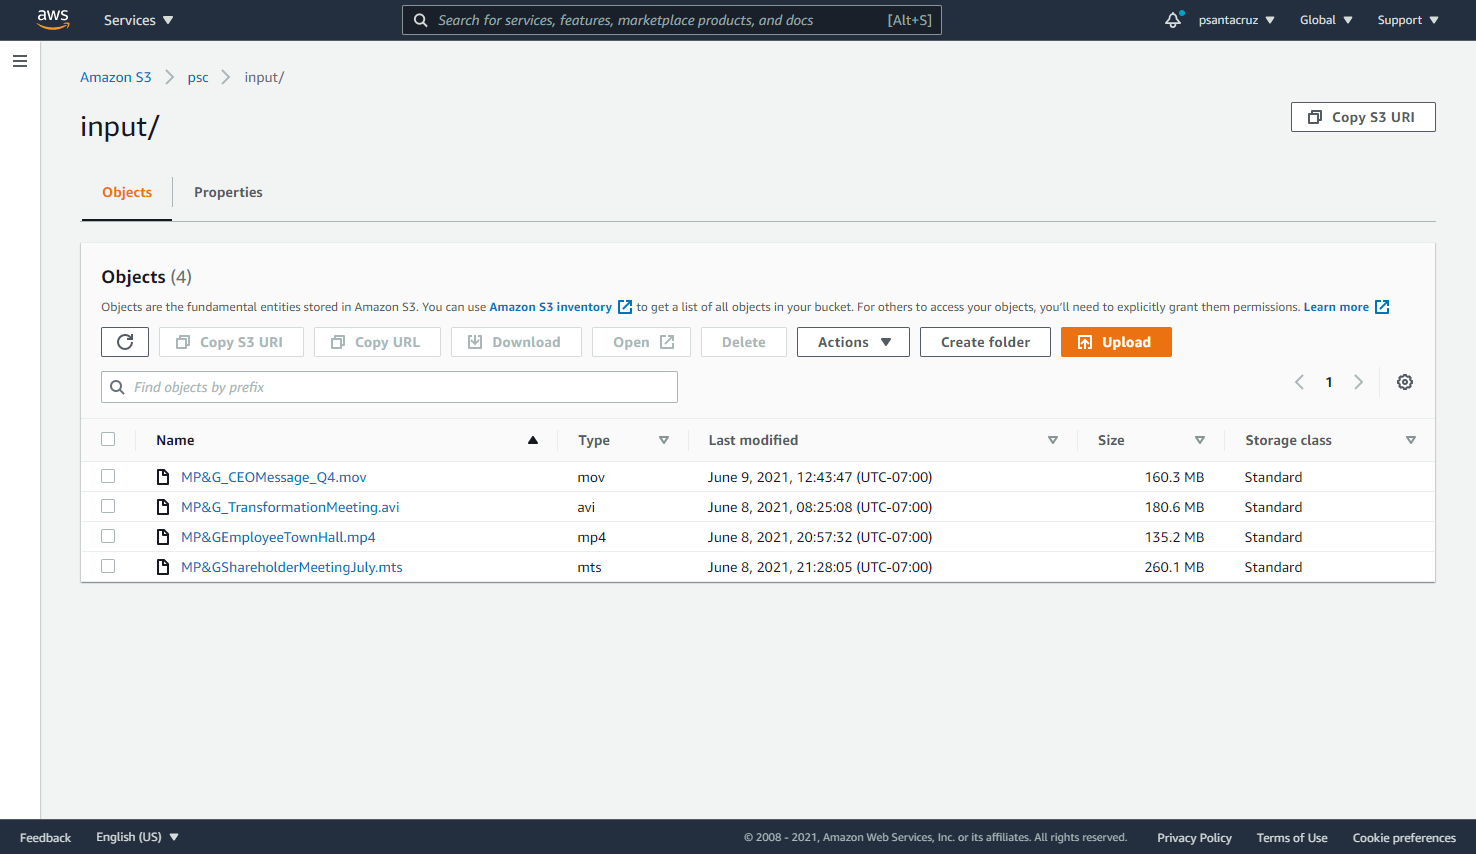 aws Services Search for services, features, marketplace products, and docs [Alt+S] psantacruz Global Support
Amazon S3 psc input/
input/
Copy S3 URI
Objects Properties
Objects (4)
Objects are the fundamental entities stored in Amazon S3. You can use Amazon S3 inventory to get a list of all objects in your bucket. For others to access your objects, you'll need to explicitly grant them permissions. Learn more
Copy S3 URI Copy URL Download Open Delete Actions Create folder Upload
Find objects by prefix 1
Name Type Last modified Size Storage class
MP&G_CEOMessage_Q4.mov mov June 9, 2021, 12:43:47 (UTC-07:00) 160.3 MB Standard
MP&G_TransformationMeeting.avi avi June 8, 2021, 08:25:08 (UTC-07:00) 180.6 MB Standard
MP&GEmployeeTownHall.mp4 mp4 June 8, 2021, 20:57:32 (UTC-07:00) 135.2 MB Standard
MP&GShareholderMeetingJuly.mts mts June 8, 2021, 21:28:05 (UTC-07:00) 260.1 MB Standard
Feedback English (US) © 2008 - 2021, Amazon Web Services, Inc. or its affiliates. All rights reserved. Privacy Policy Terms of Use Cookie preferences